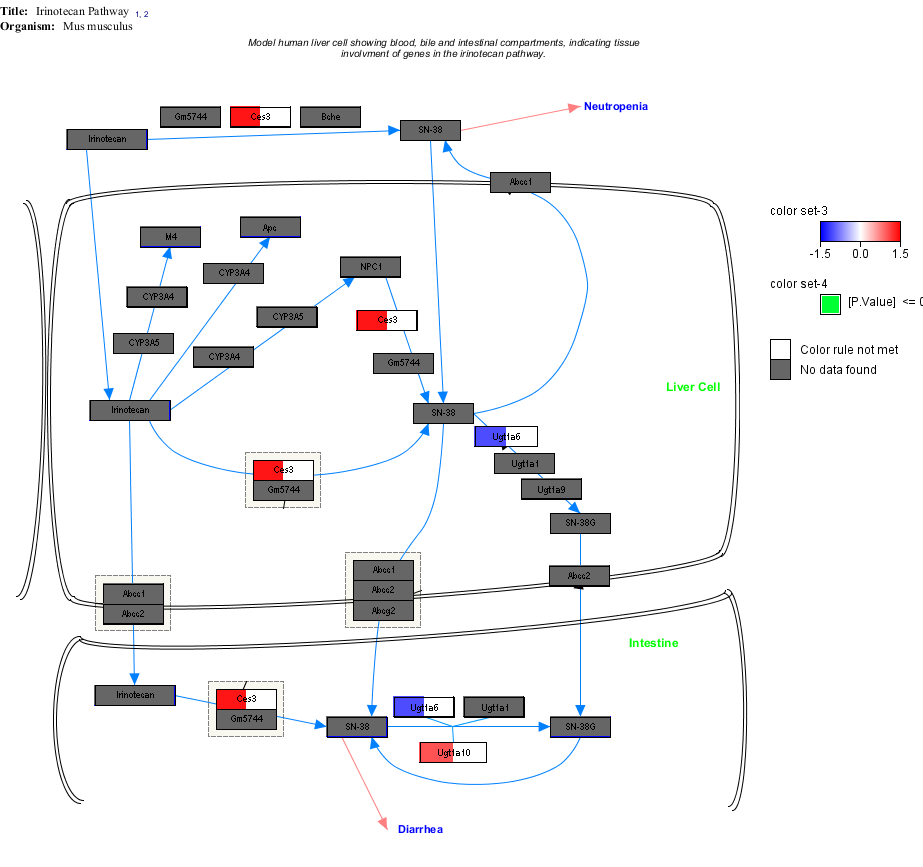 Title: Irinotecan Pathway 1, 2
Organism: Mus musculus
Model human liver cell showing blood, bile and intestinal compartments, indicating tissue
involvment of genes in the irinotecan pathway.
Neutropenia
Gm5744 Ces3 Bche
Irinotecan
SN-38
Abcc1
color set-3
-1.5 0.0 1.5
color set-4
[P.Value] <= 0
Color rule not met
No data found
M4
Apc
CYP3A4
NPC1
CYP3A4
CYP3A5
Ces3
CYP3A5
CYP3A4
Gm5744
Liver Cell
Irinotecan
SN-38
Ugt1a6
Ugt1a1
Ces3
Gm5744
Ugt1a9
SN-38G
Abcc1
Abcc2
Abcg2
Abcc2
Abcc1
Abcc2
Intestine
Irinotecan
Ces3
Gm5744
Ugt1a6
Ugt1a1
SN-38
SN-38G
Ugt1a10
Diarrhea